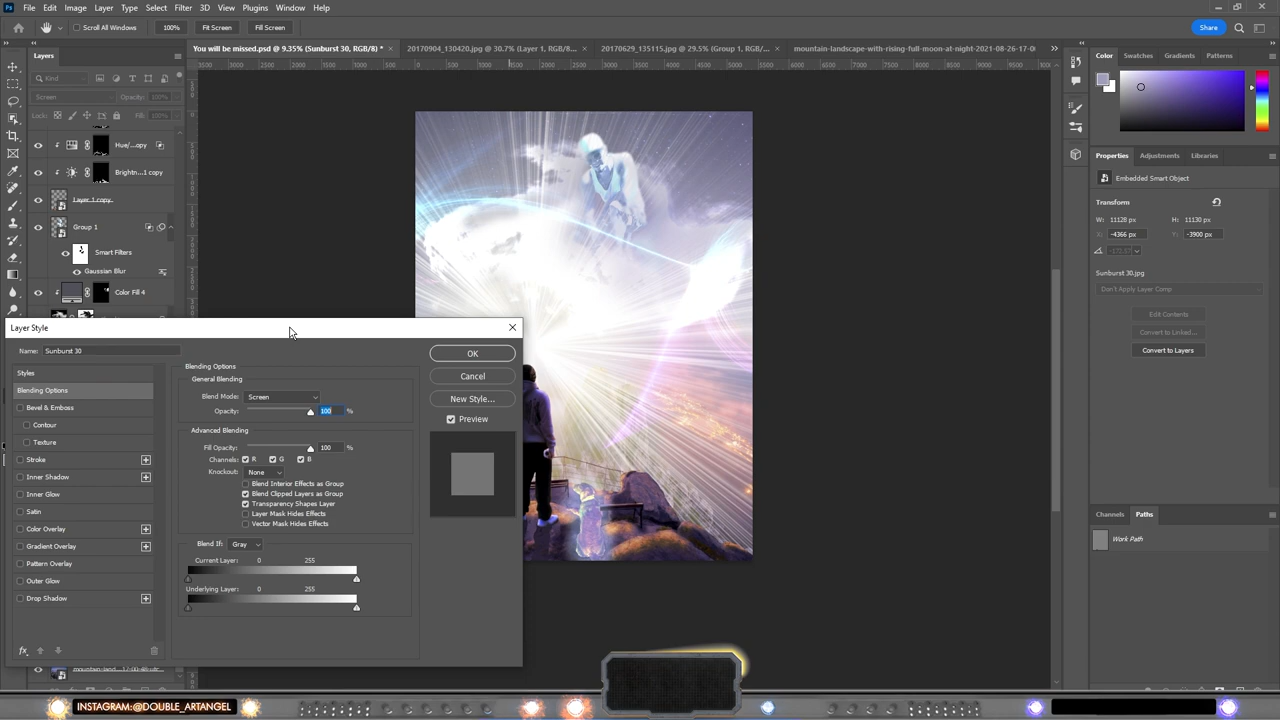 Ps File Edit Image Layer Type Select Filter 3D View Plugins Window Help
Scroll All Windows 100% Fit Screen Fill Screen Share
You will be missed.psd @ 9.35% (Sunburst 30, RGB/8) * × 20170904_130420.jpg @ 30.7% (Layer 1, RGB/8... × 20170629_135115.jpg @ 29.5% (Group 1, RGB/8... × mountain-landscape-with-rising-full-moon-at-night-2021-08-26-17-0
Layers
Kind
Screen Opacity: 100%
Lock: Fill: 100%
Hue/...opy
Brightn...1 copy
Layer 1 copy
Group 1
Smart Filters
Gaussian Blur
Color Fill 4
Layer Style
Name: Sunburst 30
Styles
Blending Options
Bevel & Emboss
Contour
Texture
Stroke
Inner Shadow
Inner Glow
Satin
Color Overlay
Gradient Overlay
Pattern Overlay
Outer Glow
Drop Shadow
fx
Blending Options
General Blending
Blend Mode: Screen
Opacity: 100 %
Advanced Blending
Fill Opacity: 100 %
Channels: R G B
Knockout: None
Blend Interior Effects as Group
Blend Clipped Layers as Group
Transparency Shapes Layer
Layer Mask Hides Effects
Vector Mask Hides Effects
Blend If: Gray
Current Layer: 0 255
Underlying Layer: 0 255
OK
Cancel
New Style...
Preview
Color Swatches Gradients Patterns
Properties Adjustments Libraries
Embedded Smart Object
Transform
W: 11128 px H: 11130 px
X: -4366 px Y: -3900 px
Sunburst 30.jpg
Don't Apply Layer Comp
Edit Contents
Convert to Linked...
Convert to Layers
Channels Paths
Work Path
INSTAGRAM:@DOUBLE_ARTANGEL